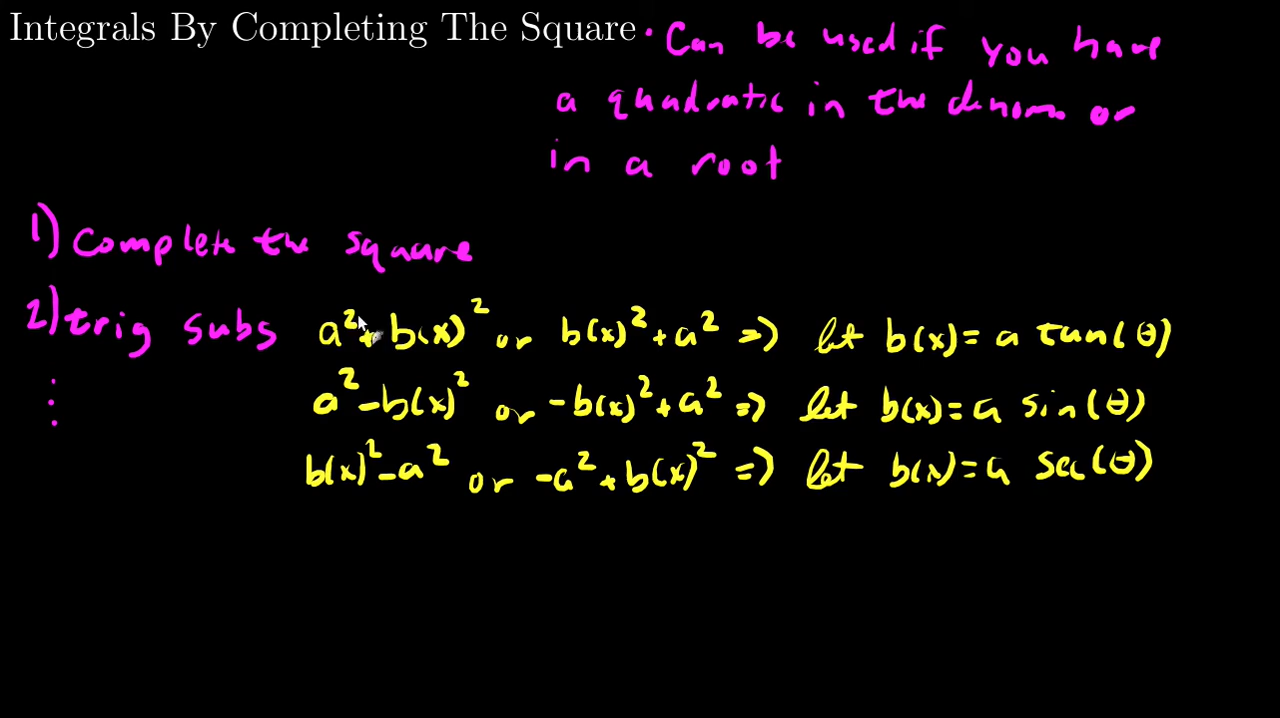 Integrals By Completing The Square
· Can be used if you have
a quadratic in the denom or
in a root
1) Complete the square
2) trig subs a² + b(x)² or b(x)² + a² => let b(x) = a tan(θ)
a² - b(x)² or -b(x)² + a² => let b(x) = a sin(θ)
b(x)² - a² or -a² + b(x)² => let b(x) = a sec(θ)
⋮